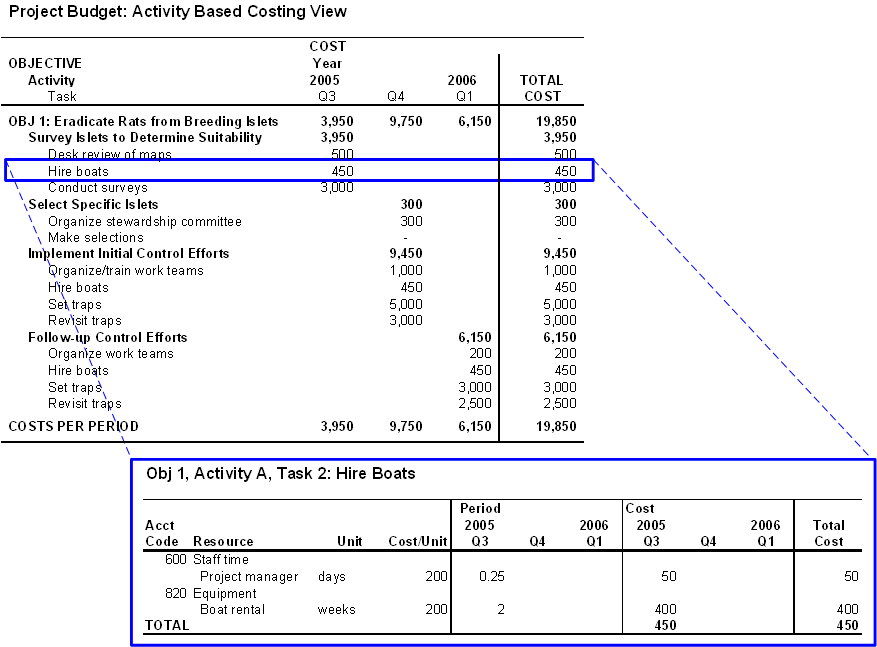 Project Budget: Activity Based Costing View
COST
OBJECTIVE Year
Activity 2005 2006 TOTAL
Task Q3 Q4 Q1 COST
OBJ 1: Eradicate Rats from Breeding Islets 3,950 9,750 6,150 19,850
Survey Islets to Determine Suitability 3,950 3,950
Desk review of maps 500 500
Hire boats 450 450
Conduct surveys 3,000 3,000
Select Specific Islets 300 300
Organize stewardship committee 300 300
Make selections - -
Implement Initial Control Efforts 9,450 9,450
Organize/train work teams 1,000 1,000
Hire boats 450 450
Set traps 5,000 5,000
Revisit traps 3,000 3,000
Follow-up Control Efforts 6,150 6,150
Organize work teams 200 200
Hire boats 450 450
Set traps 3,000 3,000
Revisit traps 2,500 2,500
COSTS PER PERIOD 3,950 9,750 6,150 19,850
Obj 1, Activity A, Task 2: Hire Boats
Period Cost
Acct 2005 2006 2005 2006 Total
Code Resource Unit Cost/Unit Q3 Q4 Q1 Q3 Q4 Q1 Cost
600 Staff time
Project manager days 200 0.25 50 50
820 Equipment
Boat rental weeks 200 2 400 400
TOTAL 450 450